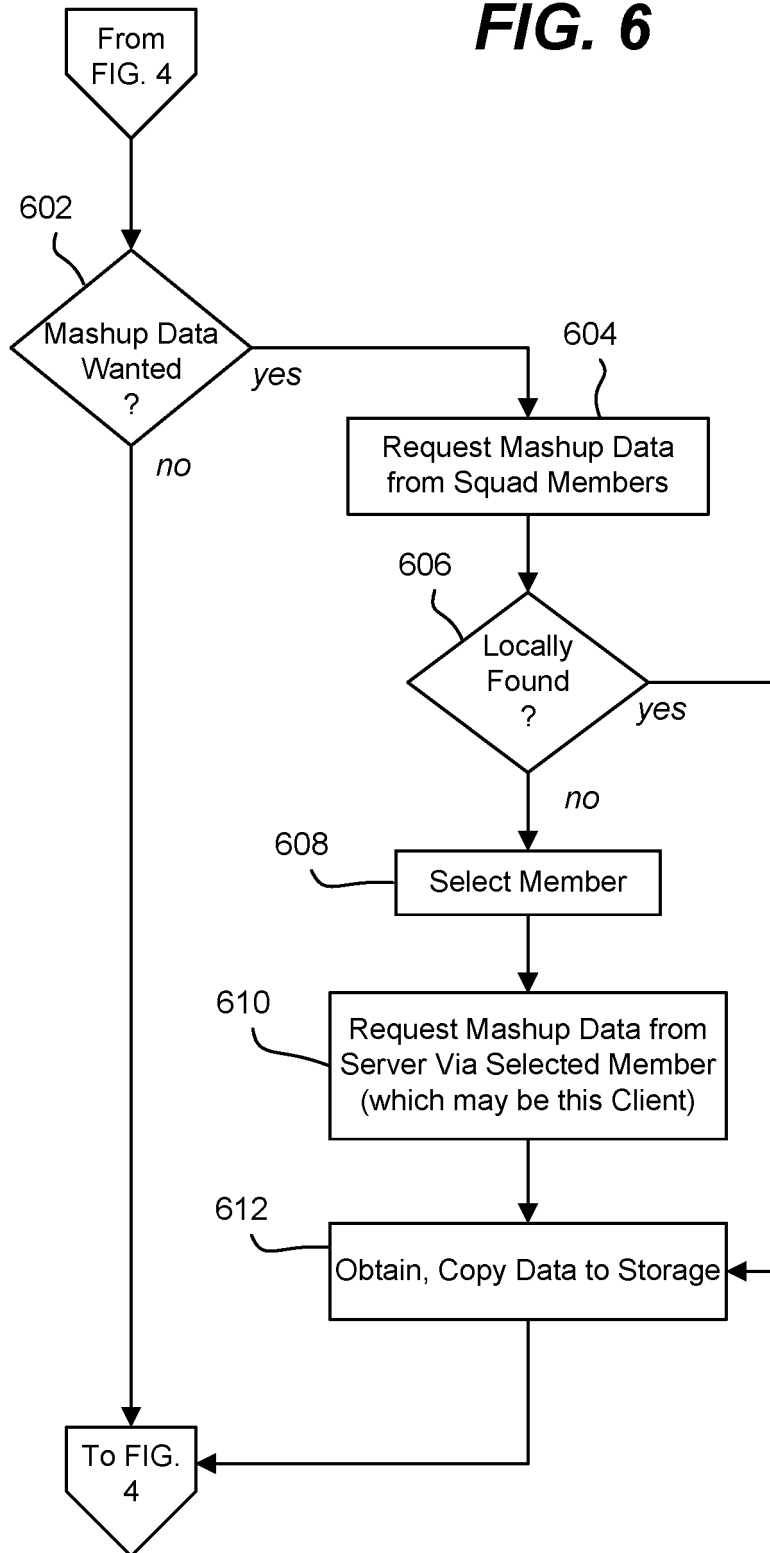 FIG. 6
From
FIG. 4
602
Mashup Data
Wanted
?
yes
no
604
Request Mashup Data
from Squad Members
606
Locally
Found
?
yes
no
608
Select Member
610
Request Mashup Data from
Server Via Selected Member
(which may be this Client)
612
Obtain, Copy Data to Storage
To FIG.
4